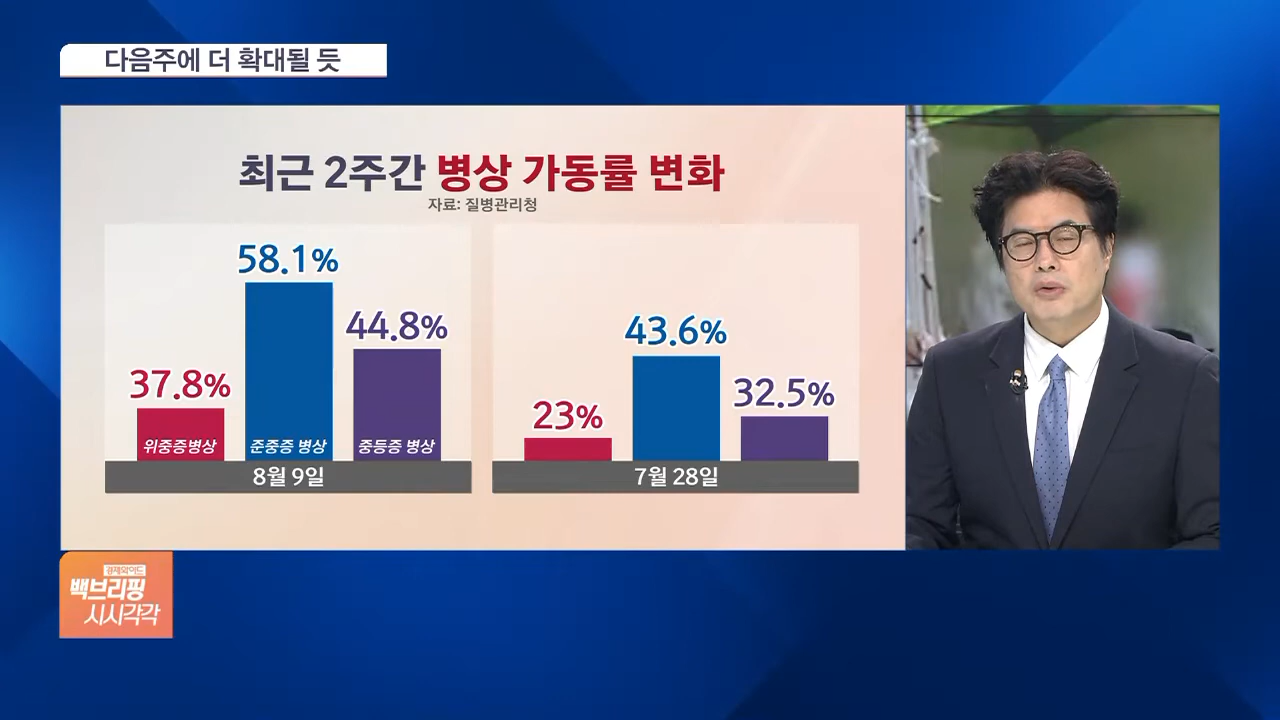 다음주에 더 확대될 듯
최근 2주간 병상 가동률 변화
자료: 질병관리청
58.1%
44.8%
37.8%
위중증병상
준중증 병상
중등증 병상
8월 9일
43.6%
32.5%
23%
7월 28일
경제와이드
백브리핑
시시각각